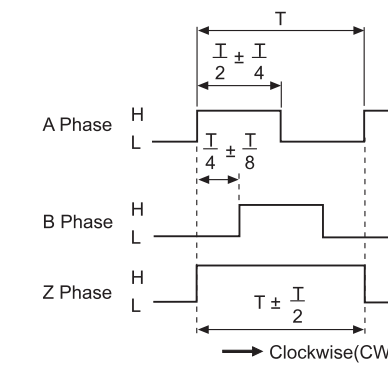 T
T/2 ± T/4
A Phase H
L
T/4 ± T/8
B Phase H
L
Z Phase H
L
T ± T/2
Clockwise(CW